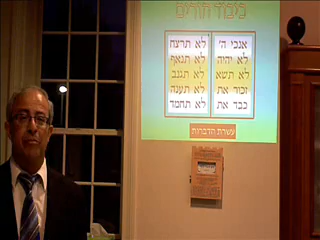 אנכי ה' לא תרצח
לא יהיה לא תנאף
לא תשא לא תגנב
זכור את לא תענה
כבד את לא תחמד
עשרת הדברות